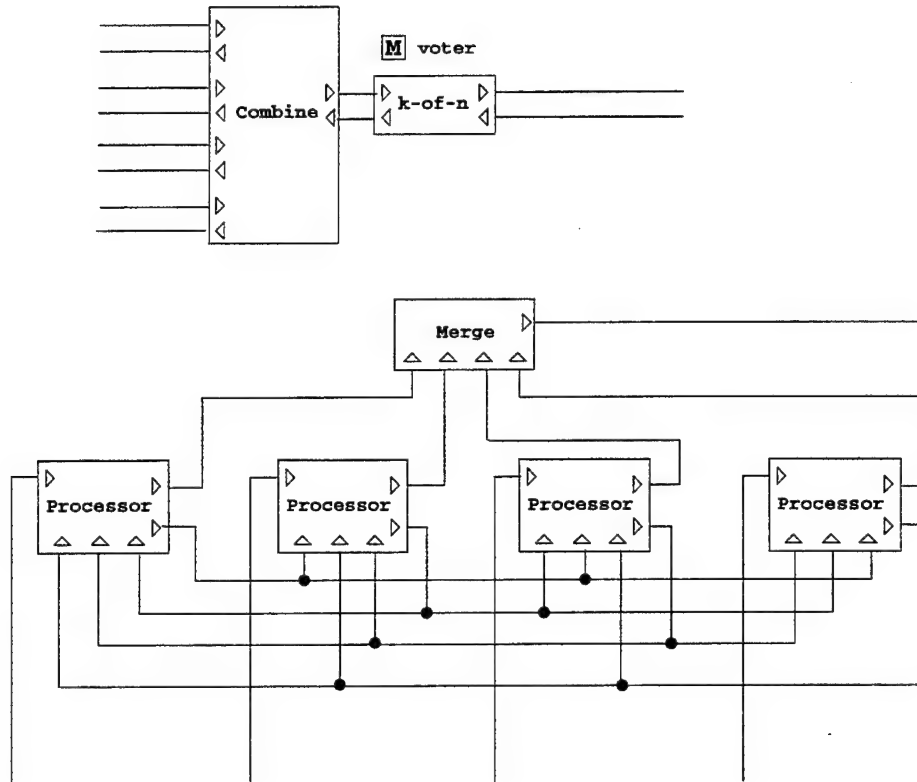 M voter
Combine
k-of-n
Merge
Processor
Processor
Processor
Processor